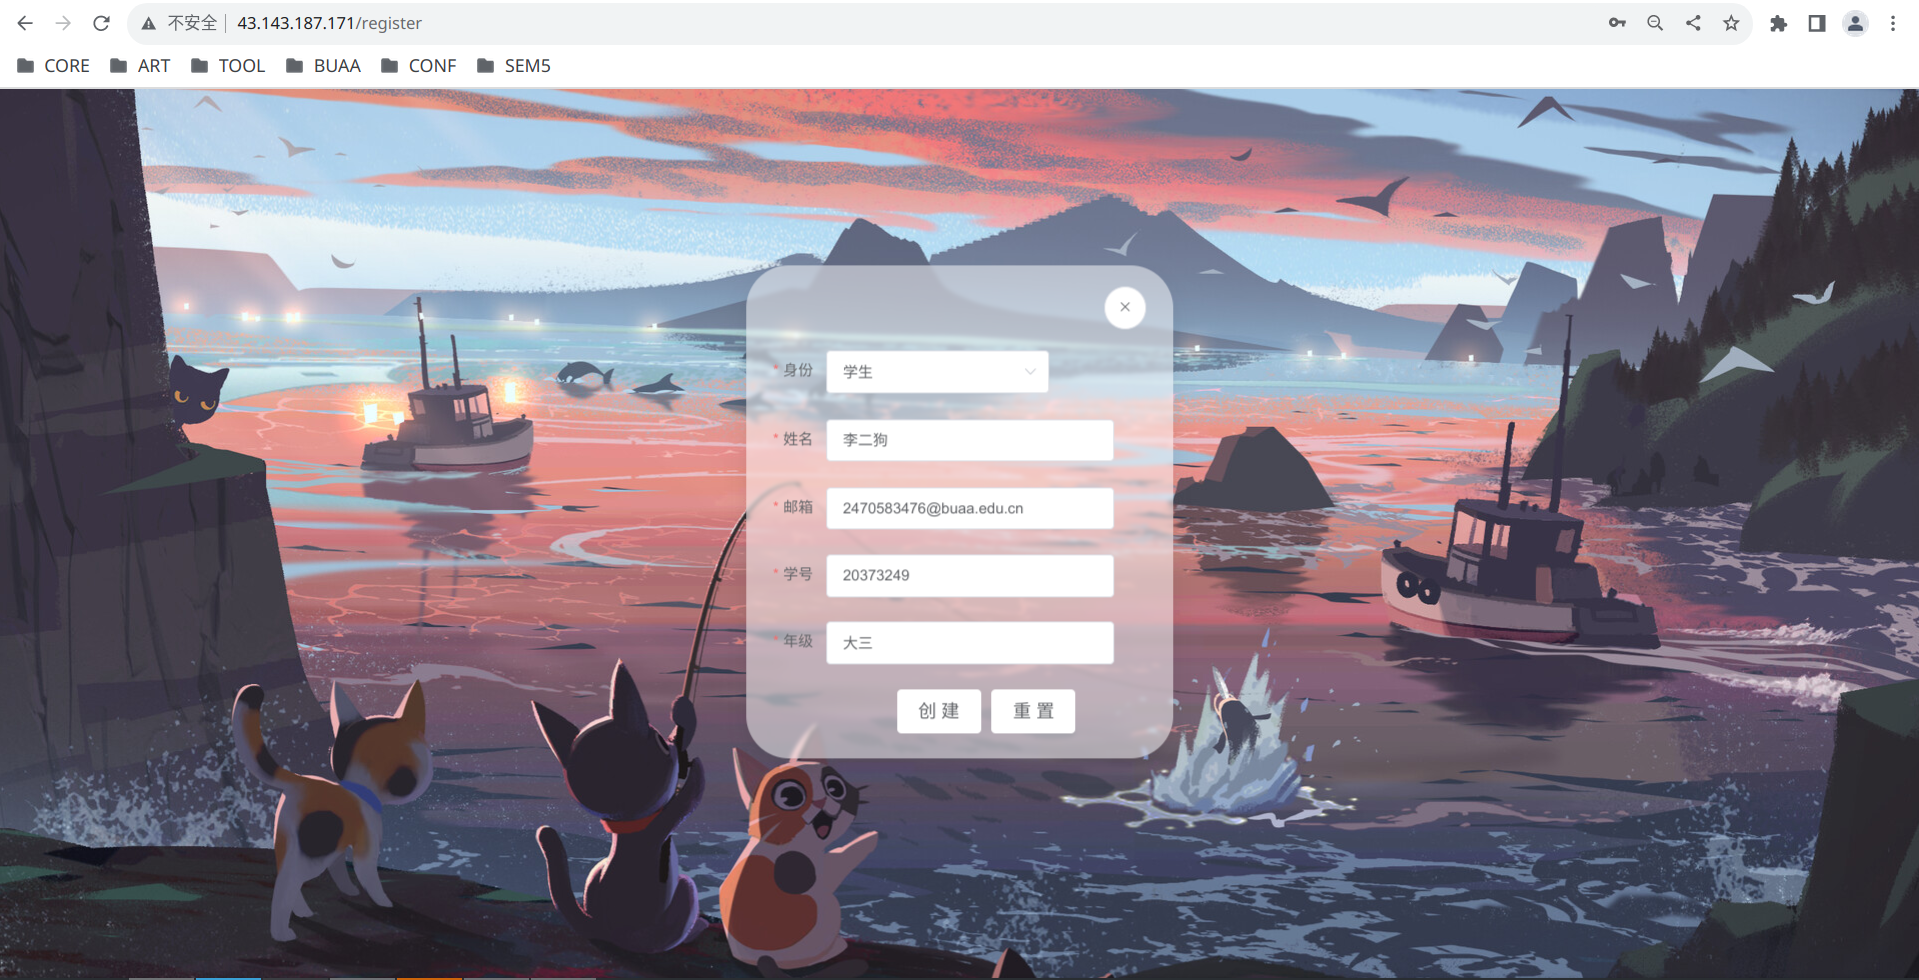 不安全 43.143.187.171/register
CORE ART TOOL BUAA CONF SEM5
* 身份 学生
* 姓名 李二狗
* 邮箱 2470583476@buaa.edu.cn
* 学号 20373249
* 年级 大三
创 建 重 置